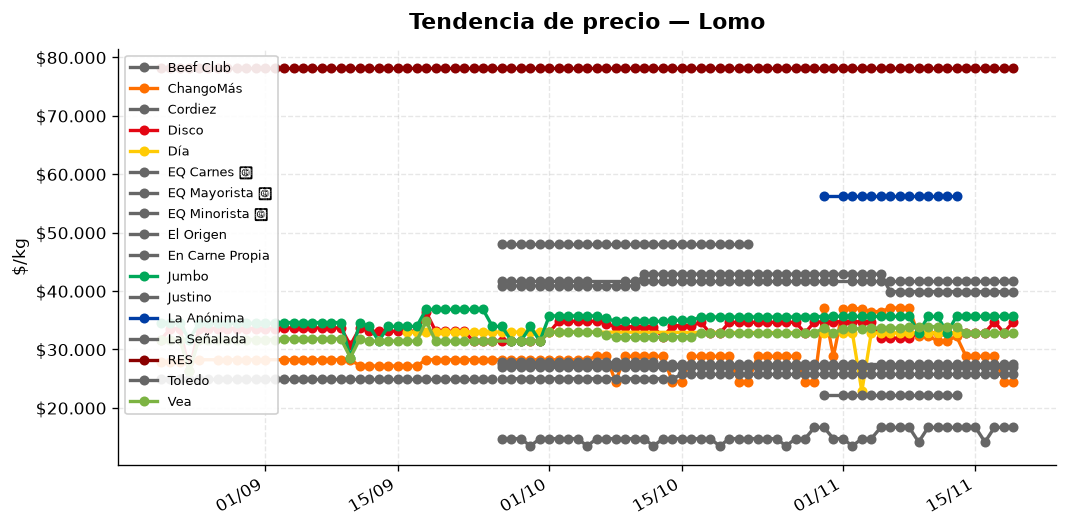 Tendencia de precio — Lomo
$80.000
$70.000
$60.000
$50.000
$40.000
$30.000
$20.000
$/kg
Beef Club
ChangoMás
Cordiez
Disco
Día
EQ Carnes
EQ Mayorista
EQ Minorista
El Origen
En Carne Propia
Jumbo
Justino
La Anónima
La Señalada
RES
Toledo
Vea
01/09
15/09
01/10
15/10
01/11
15/11